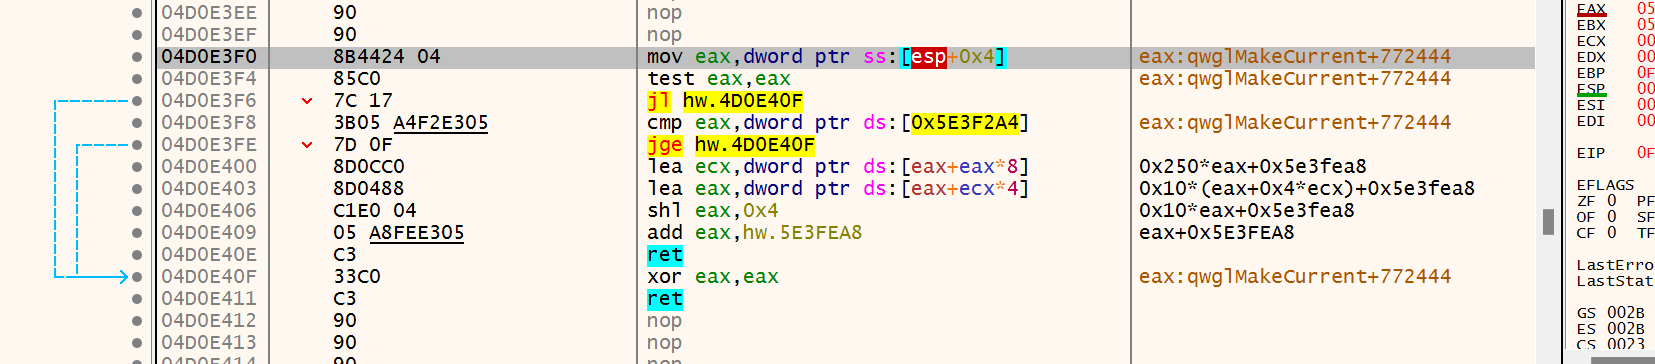 04D0E3EE 90 nop EAX 05
04D0E3EF 90 nop EBX 05
04D0E3F0 8B4424 04 mov eax,dword ptr ss:[esp+0x4] eax:qwglMakeCurrent+772444 ECX 00
04D0E3F4 85C0 test eax,eax eax:qwglMakeCurrent+772444 EDX 00
04D0E3F6 7C 17 jl hw.4D0E40F EBP 0F
04D0E3F8 3B05 A4F2E305 cmp eax,dword ptr ds:[0x5E3F2A4] eax:qwglMakeCurrent+772444 ESP 00
04D0E3FE 7D 0F jge hw.4D0E40F ESI 00
04D0E400 8D0CC0 lea ecx,dword ptr ds:[eax+eax*8] 0x250*eax+0x5e3fea8 EDI 00
04D0E403 8D0488 lea eax,dword ptr ds:[eax+ecx*4] 0x10*(eax+0x4*ecx)+0x5e3fea8 EIP 0F
04D0E406 C1E0 04 shl eax,0x4 0x10*eax+0x5e3fea8 EFLAGS
04D0E409 05 A8FEE305 add eax,hw.5E3FEA8 eax+0x5E3FEA8 ZF 0 PF
04D0E40E C3 ret OF 0 SF
04D0E40F 33C0 xor eax,eax eax:qwglMakeCurrent+772444 CF 0 TF
04D0E411 C3 ret LastErro
04D0E412 90 nop LastStat
04D0E413 90 nop GS 002B
04D0E414 90 nop ES 002B
CS 0023